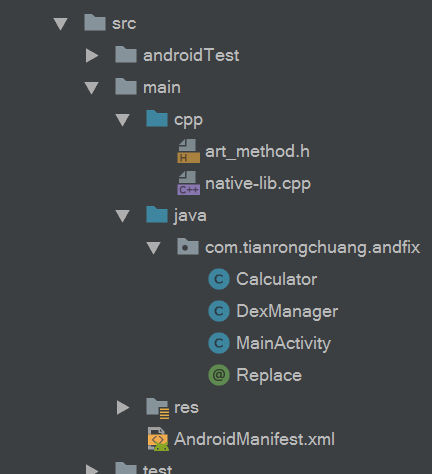 src
androidTest
main
cpp
art_method.h
native-lib.cpp
java
com.tianrongchuang.andfix
Calculator
DexManager
MainActivity
Replace
res
AndroidManifest.xml
test